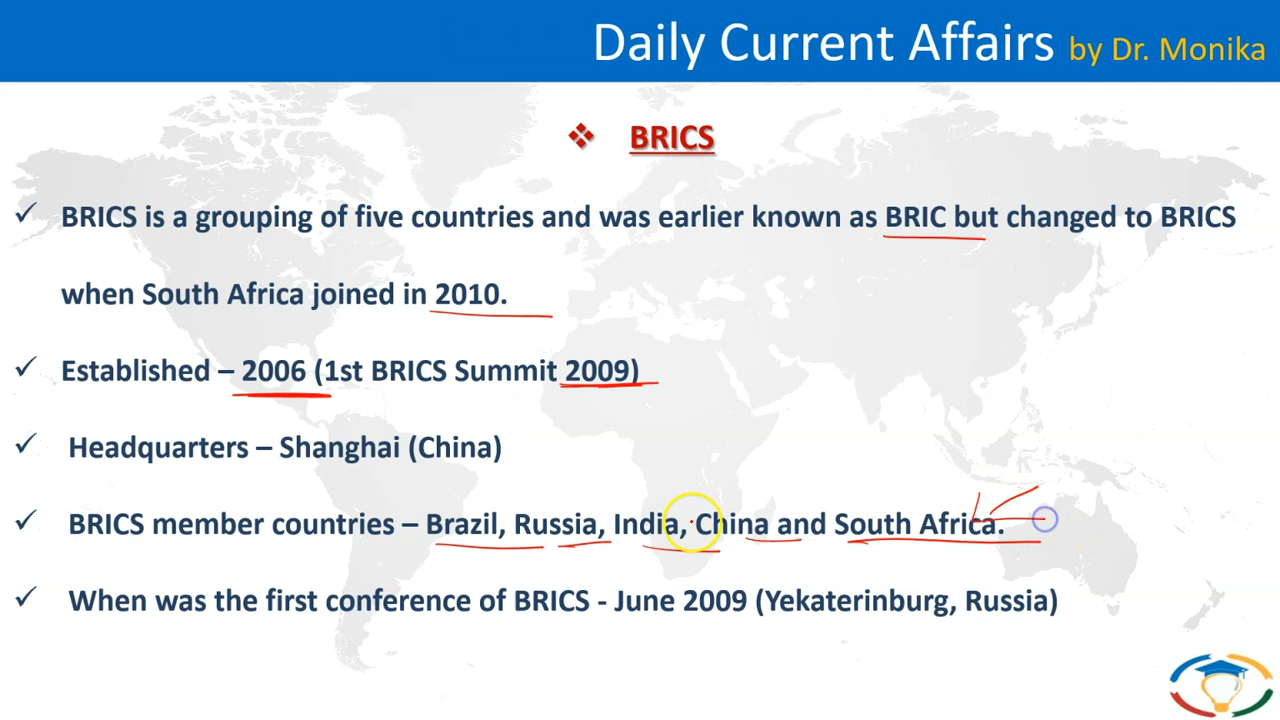 Daily Current Affairs by Dr. Monika
BRICS
BRICS is a grouping of five countries and was earlier known as BRIC but changed to BRICS
when South Africa joined in 2010.
Established – 2006 (1st BRICS Summit 2009)
Headquarters – Shanghai (China)
BRICS member countries – Brazil, Russia, India, China and South Africa.
When was the first conference of BRICS - June 2009 (Yekaterinburg, Russia)